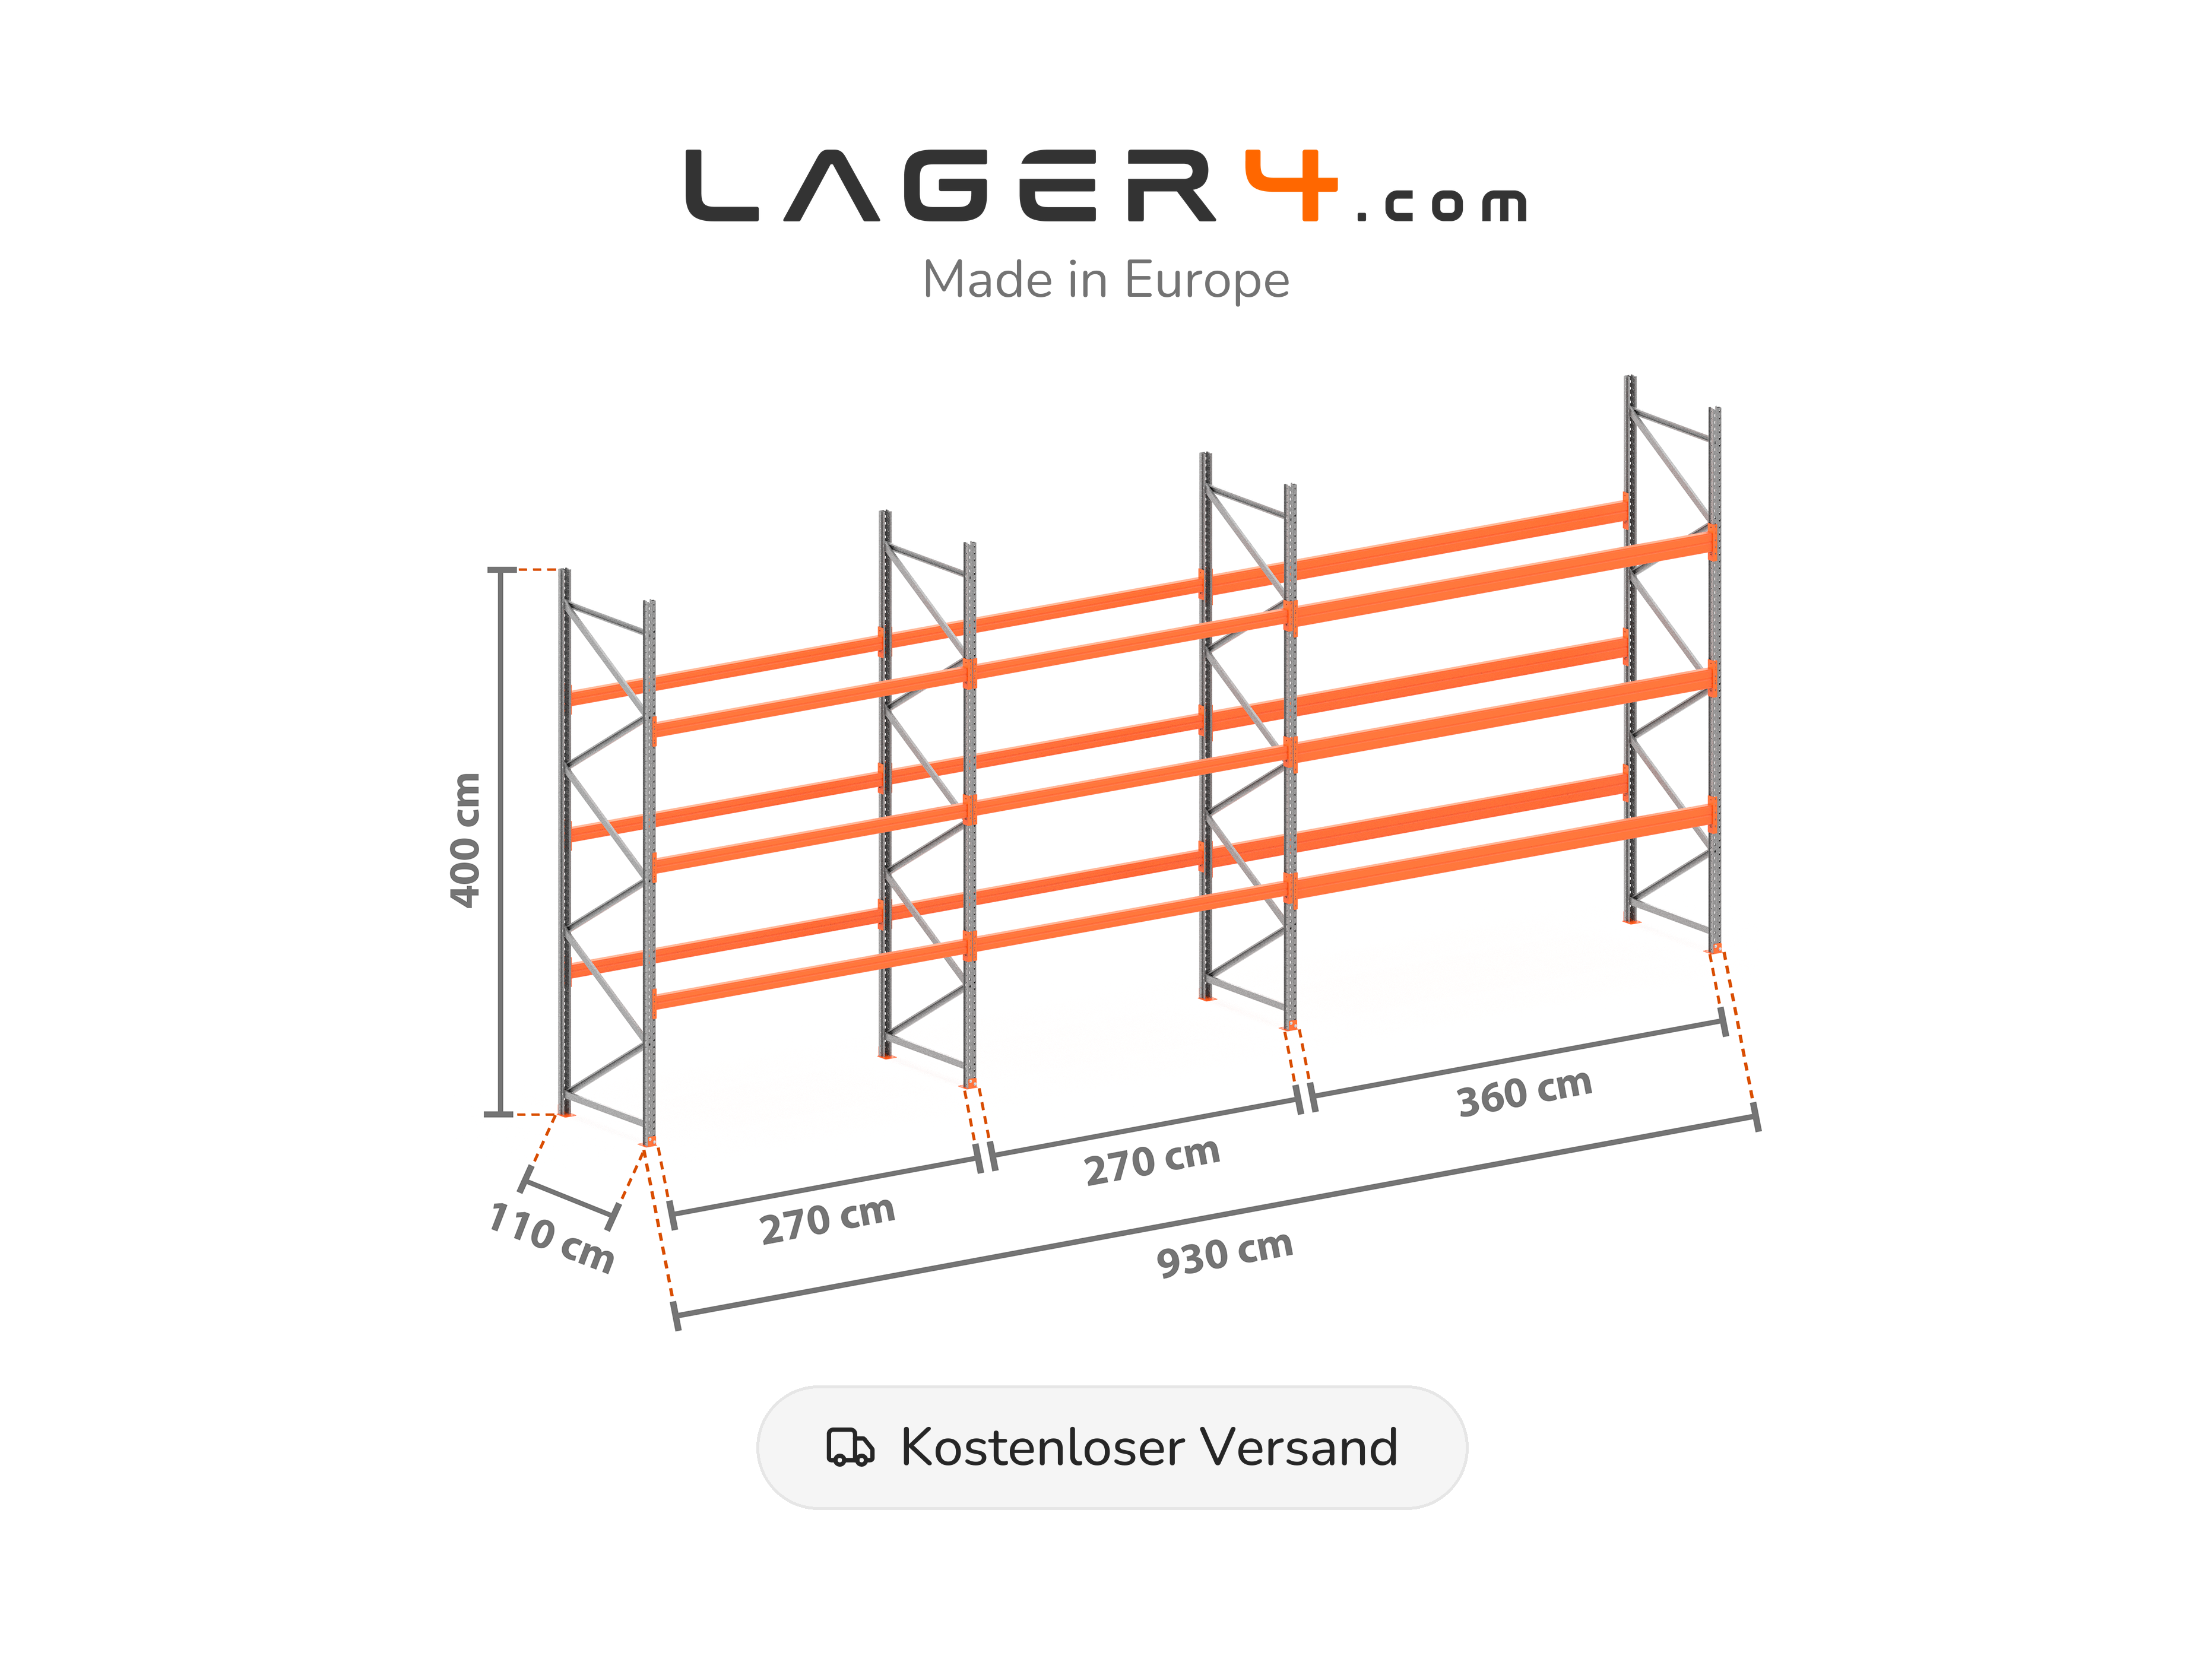 LAGER4.com
Made in Europe
400 cm
110 cm
270 cm
270 cm
360 cm
930 cm
Kostenloser Versand